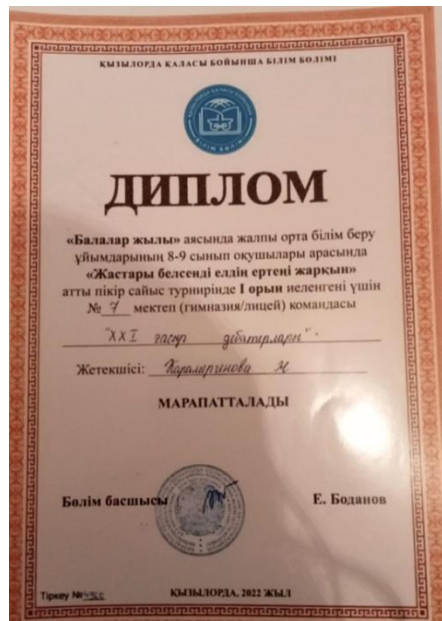 ҚЫЗЫЛОРДА ҚАЛАСЫ БОЙЫНША БІЛІМ БӨЛІМІ
ДИПЛОМ
«Балалар жылы» аясында жалпы орта білім беру
ұйымдарының 8-9 сынып оқушылары арасында
«Жастары белсенді елдің ертеңі жарқын»
атты пікір сайыс турнирінде І орын иеленгені үшін
№ 7 мектеп (гимназия/лицей) командасы
"XXI ғасыр дебатерлары".
Жетекшісі:
МАРАПАТТАЛАДЫ
Бөлім басшысы Е. Боданов
Тіркеу №
ҚЫЗЫЛОРДА, 2022 ЖЫЛ